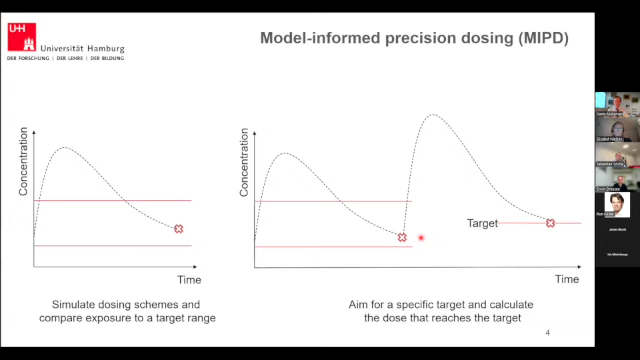 UH
Universität Hamburg
DER FORSCHUNG | DER LEHRE | DER BILDUNG
Model-informed precision dosing (MIPD)
Concentration
Time
Simulate dosing schemes and
compare exposure to a target range
Concentration
Target
Time
Aim for a specific target and calculate
the dose that reaches the target
4